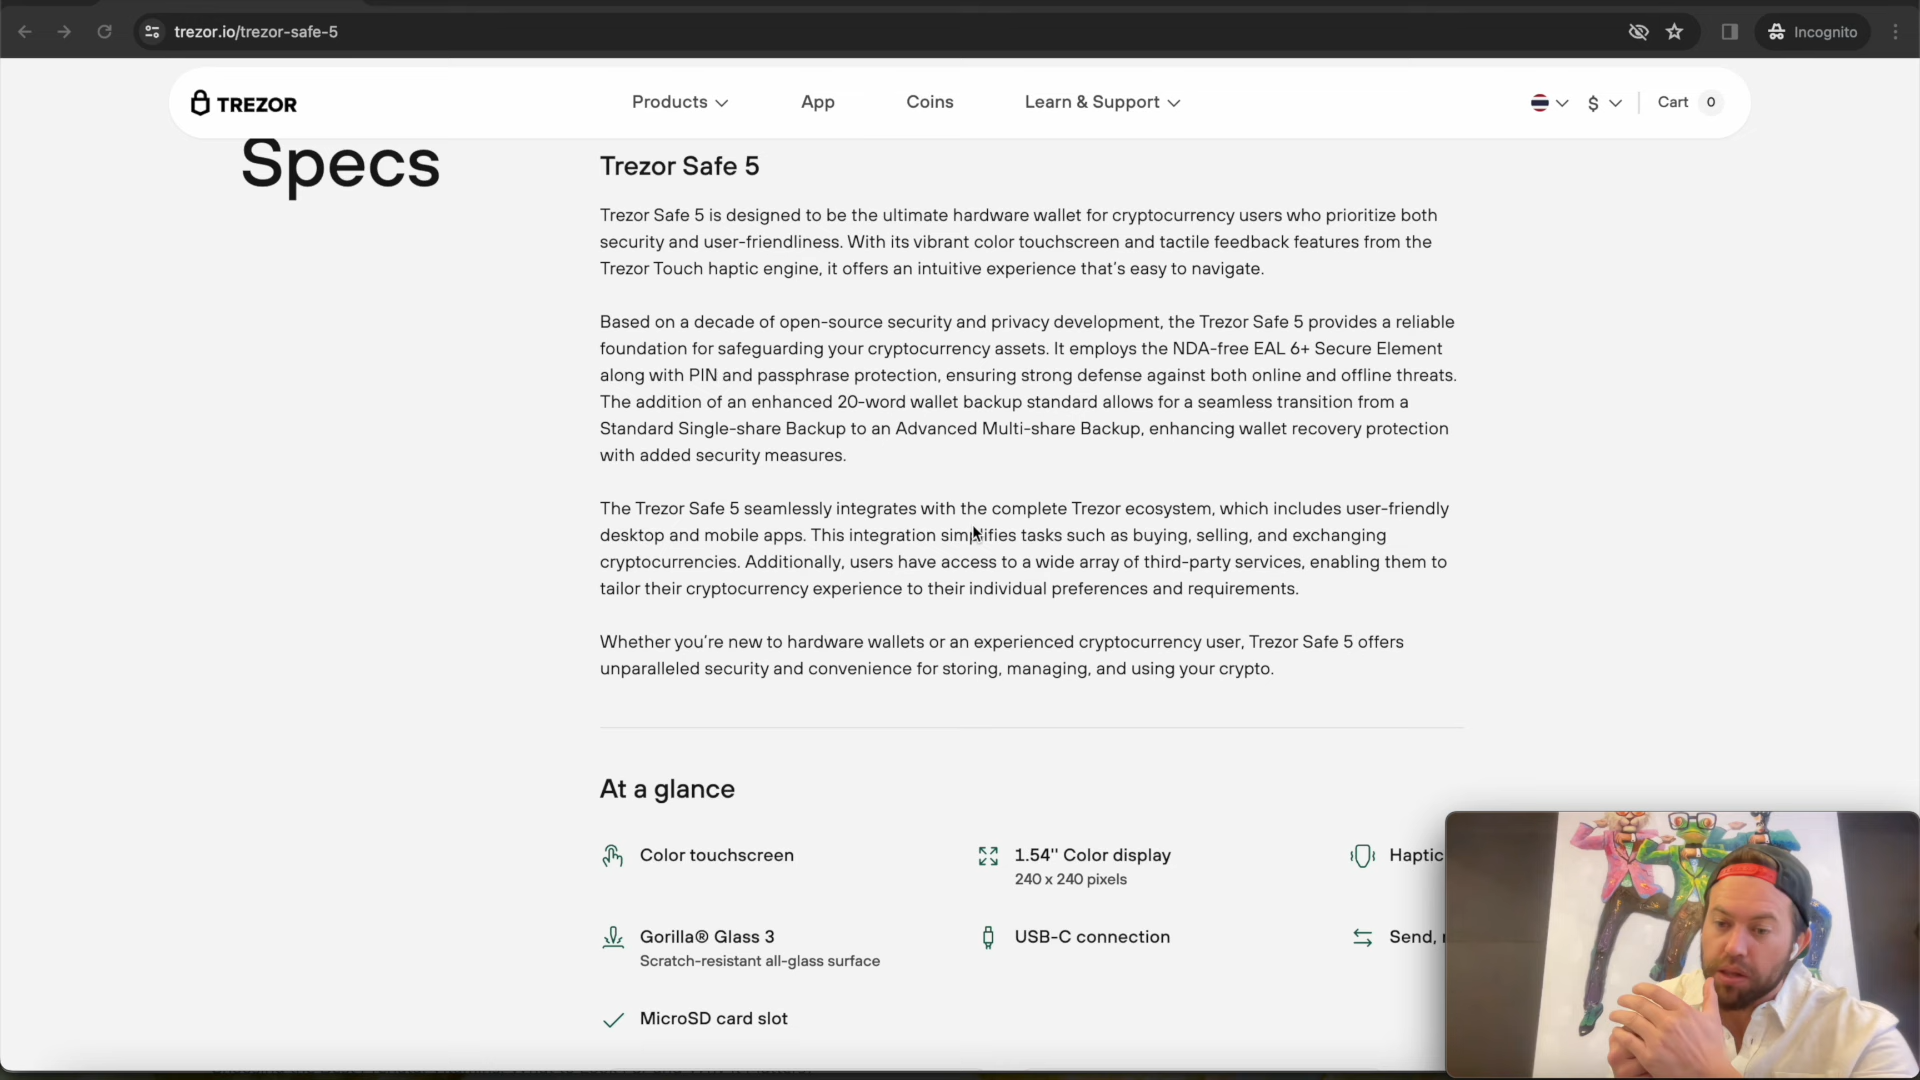 trezor.io/trezor-safe-5
Incognito
TREZOR
Products
App
Coins
Learn & Support
$
Cart 0
Specs
Trezor Safe 5
Trezor Safe 5 is designed to be the ultimate hardware wallet for cryptocurrency users who prioritize both
security and user-friendliness. With its vibrant color touchscreen and tactile feedback features from the
Trezor Touch haptic engine, it offers an intuitive experience that’s easy to navigate.
Based on a decade of open-source security and privacy development, the Trezor Safe 5 provides a reliable
foundation for safeguarding your cryptocurrency assets. It employs the NDA-free EAL 6+ Secure Element
along with PIN and passphrase protection, ensuring strong defense against both online and offline threats.
The addition of an enhanced 20-word wallet backup standard allows for a seamless transition from a
Standard Single-share Backup to an Advanced Multi-share Backup, enhancing wallet recovery protection
with added security measures.
The Trezor Safe 5 seamlessly integrates with the complete Trezor ecosystem, which includes user-friendly
desktop and mobile apps. This integration simplifies tasks such as buying, selling, and exchanging
cryptocurrencies. Additionally, users have access to a wide array of third-party services, enabling them to
tailor their cryptocurrency experience to their individual preferences and requirements.
Whether you’re new to hardware wallets or an experienced cryptocurrency user, Trezor Safe 5 offers
unparalleled security and convenience for storing, managing, and using your crypto.
At a glance
Color touchscreen
1.54'' Color display
240 x 240 pixels
Haptic
Gorilla® Glass 3
Scratch-resistant all-glass surface
USB-C connection
Send,
MicroSD card slot